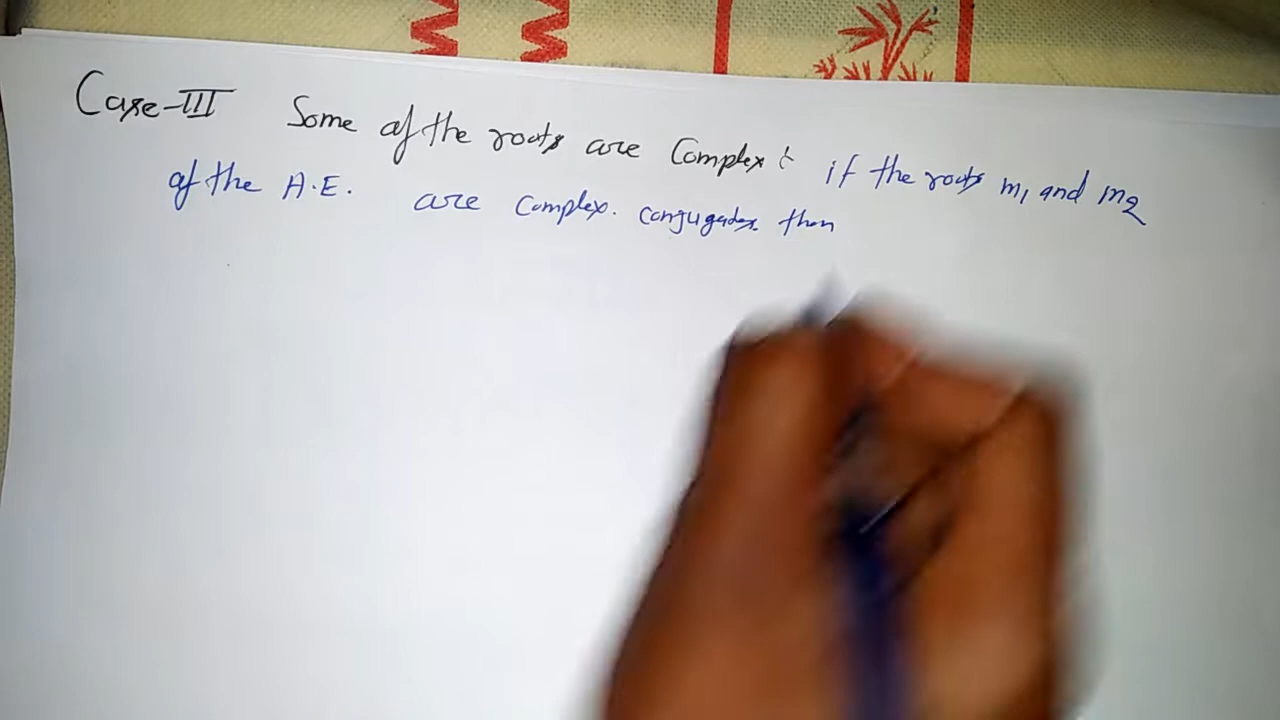 Case-III Some of the roots are Complex :- if the roots m1 and m2
of the A.E. are complex. conjugates. then